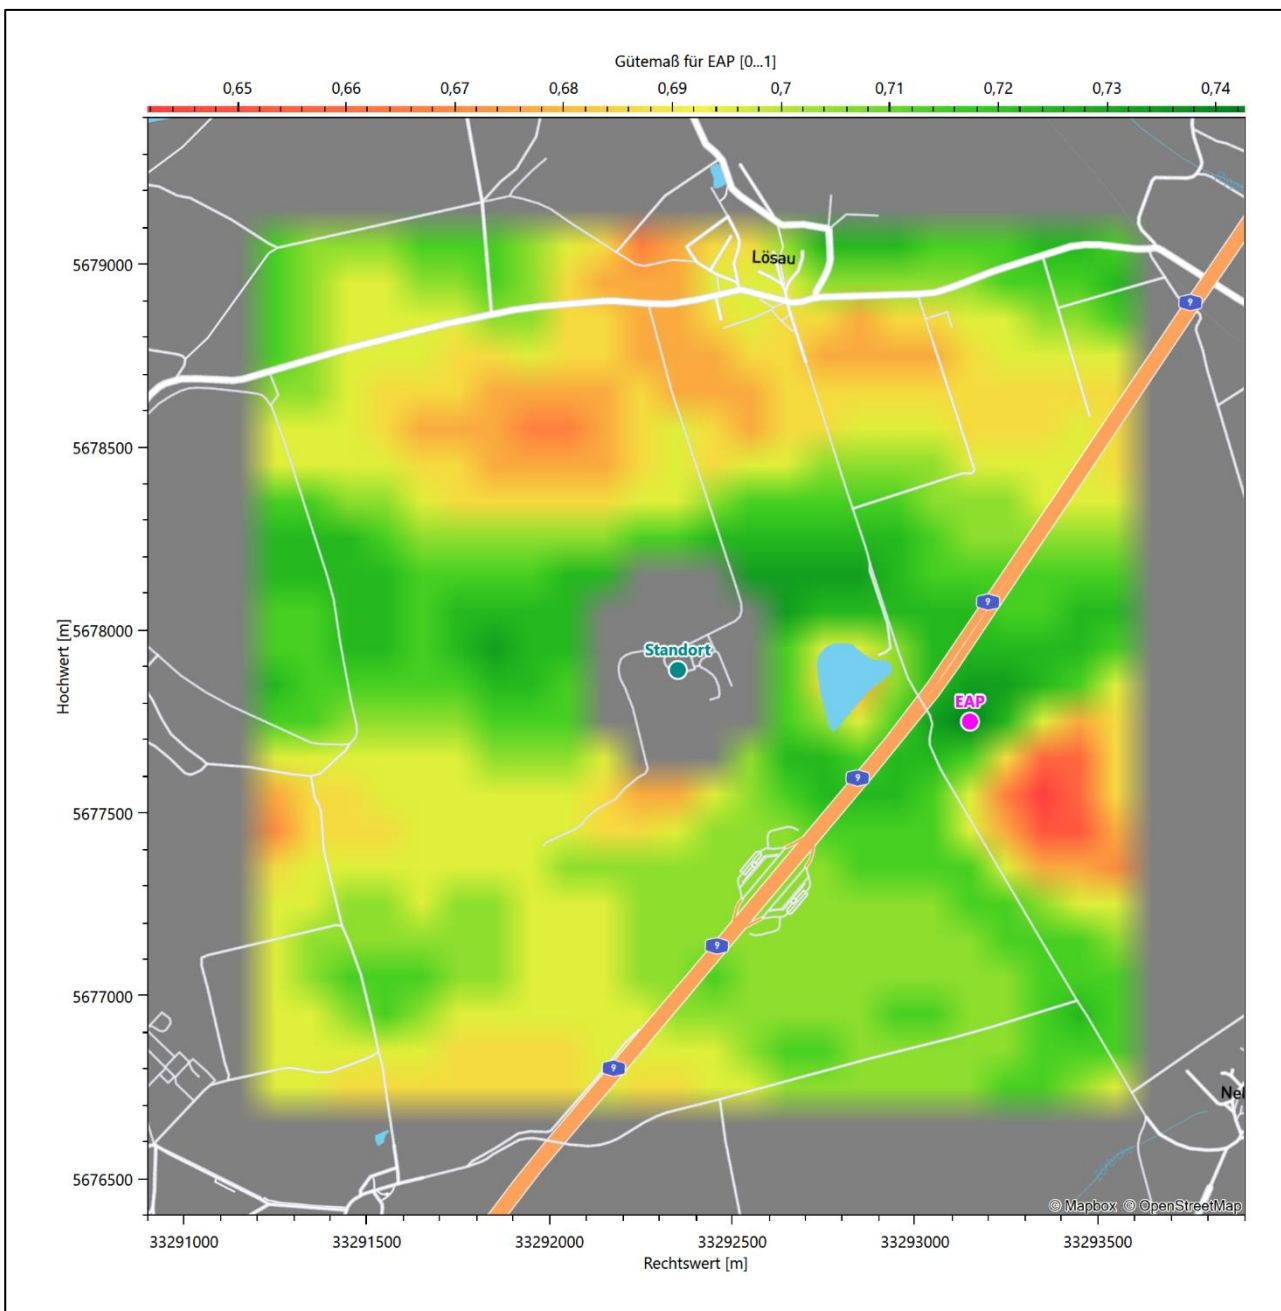 Gütemaß für EAP [0...1]
0,65 0,66 0,67 0,68 0,69 0,7 0,71 0,72 0,73 0,74
5679000
Lösau
9
5678500
9
5678000
Standort
Hochwert [m]
EAP
9
5677500
9
5677000
9
Nel
5676500
© Mapbox © OpenStreetMap
33291000 33291500 33292000 33292500 33293000 33293500
Rechtswert [m]